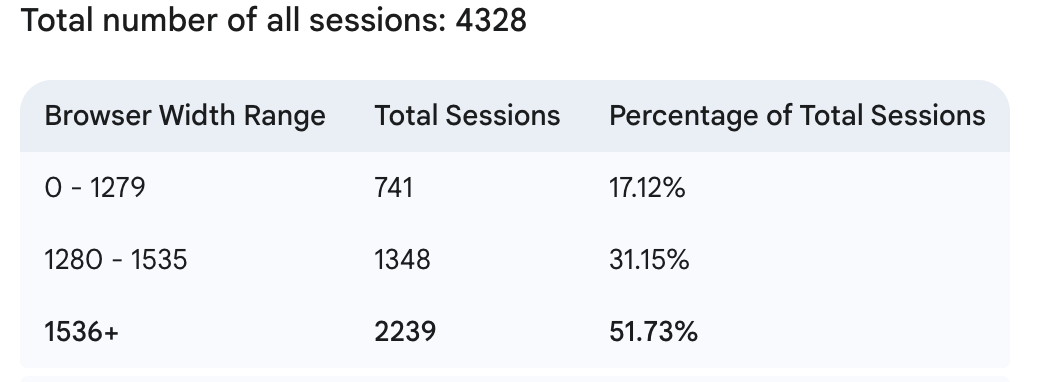 Total number of all sessions: 4328
Browser Width Range Total Sessions Percentage of Total Sessions
0 - 1279 741 17.12%
1280 - 1535 1348 31.15%
1536+ 2239 51.73%